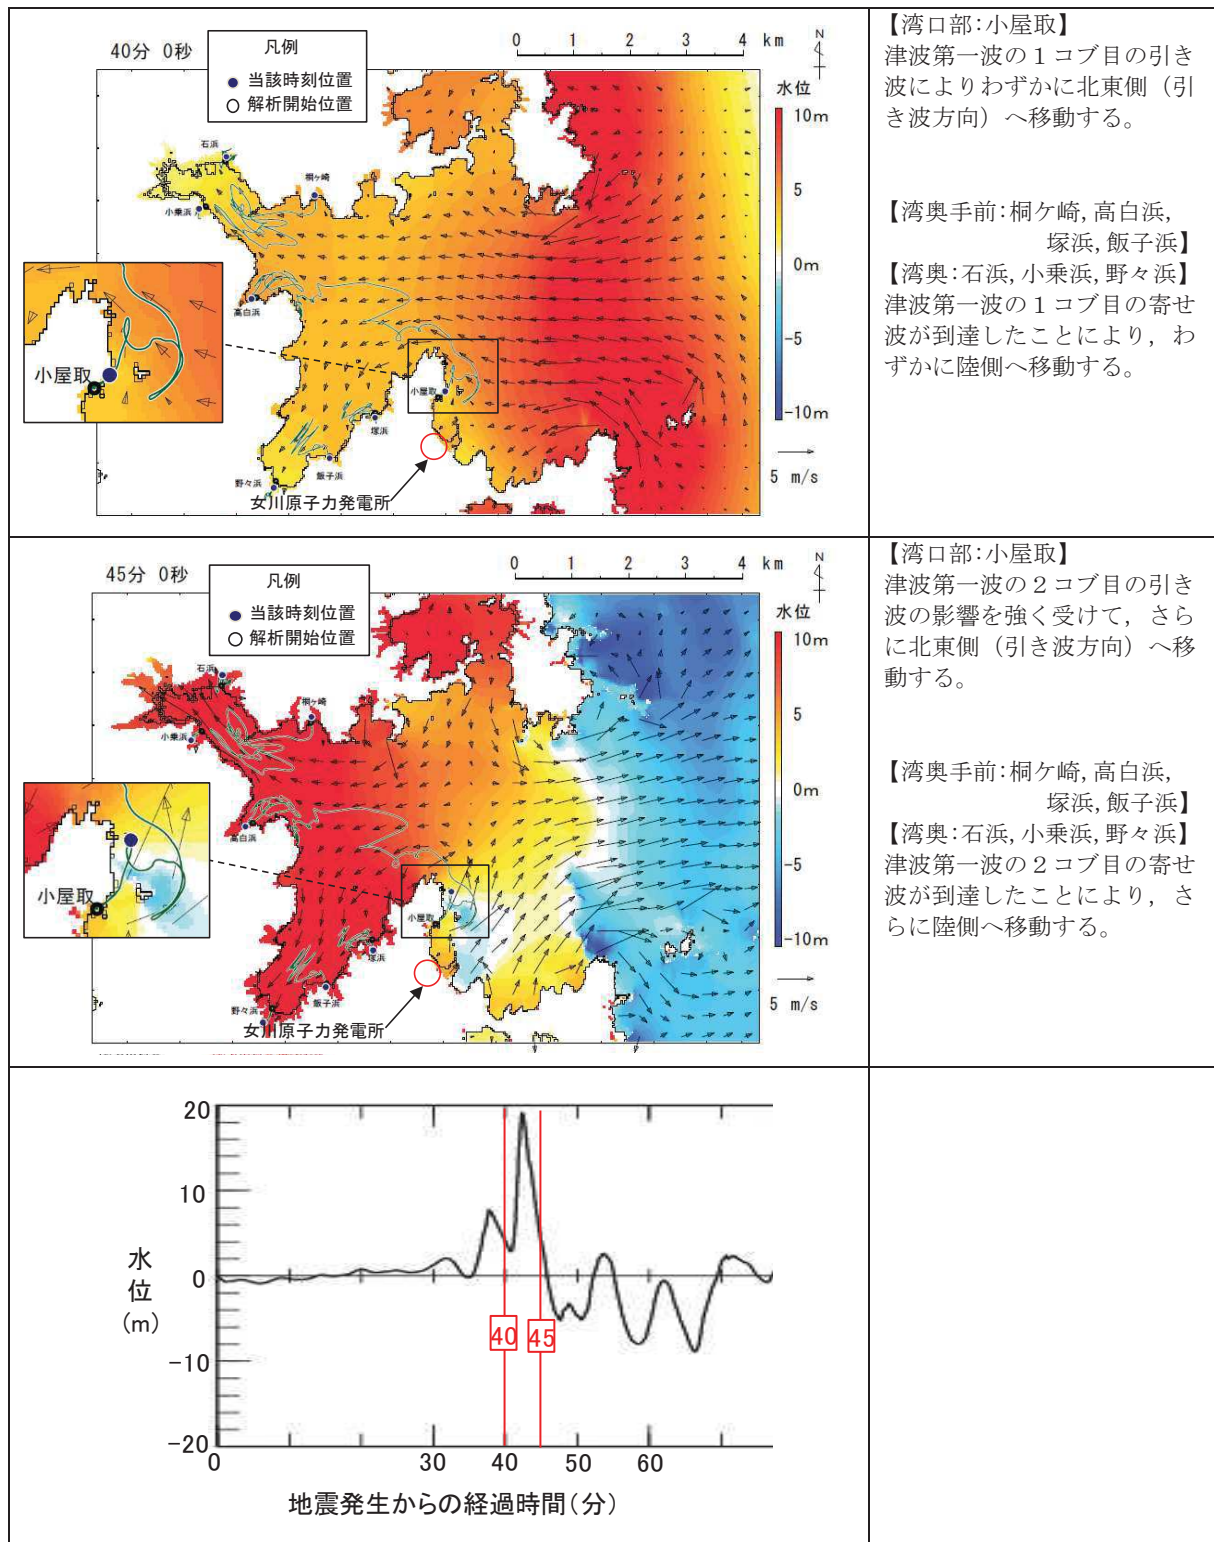 40分 0秒
凡例
当該時刻位置
解析開始位置
0 1 2 3 4 km
N
水位
10m
5
0m
-5
-10m
5 m/s
石浜
桐ヶ崎
小乗浜
高白浜
小屋取
小屋取
塚浜
飯子浜
野々浜
女川原子力発電所
【湾口部：小屋取】
津波第一波の１コブ目の引き
波によりわずかに北東側（引
き波方向）へ移動する。
【湾奥手前：桐ケ崎，高白浜，
塚浜，飯子浜】
【湾奥：石浜，小乗浜，野々浜】
津波第一波の１コブ目の寄せ
波が到達したことにより，わ
ずかに陸側へ移動する。
45分 0秒
凡例
当該時刻位置
解析開始位置
0 1 2 3 4 km
N
水位
10m
5
0m
-5
-10m
5 m/s
石浜
桐ヶ崎
小乗浜
高白浜
小屋取
小屋取
塚浜
飯子浜
野々浜
女川原子力発電所
【湾口部：小屋取】
津波第一波の２コブ目の引き
波の影響を強く受けて，さら
に北東側（引き波方向）へ移
動する。
【湾奥手前：桐ケ崎，高白浜，
塚浜，飯子浜】
【湾奥：石浜，小乗浜，野々浜】
津波第一波の２コブ目の寄せ
波が到達したことにより，さ
らに陸側へ移動する。
20
10
0
-10
-20
水位(m)
40 45
0 30 40 50 60
地震発生からの経過時間(分)